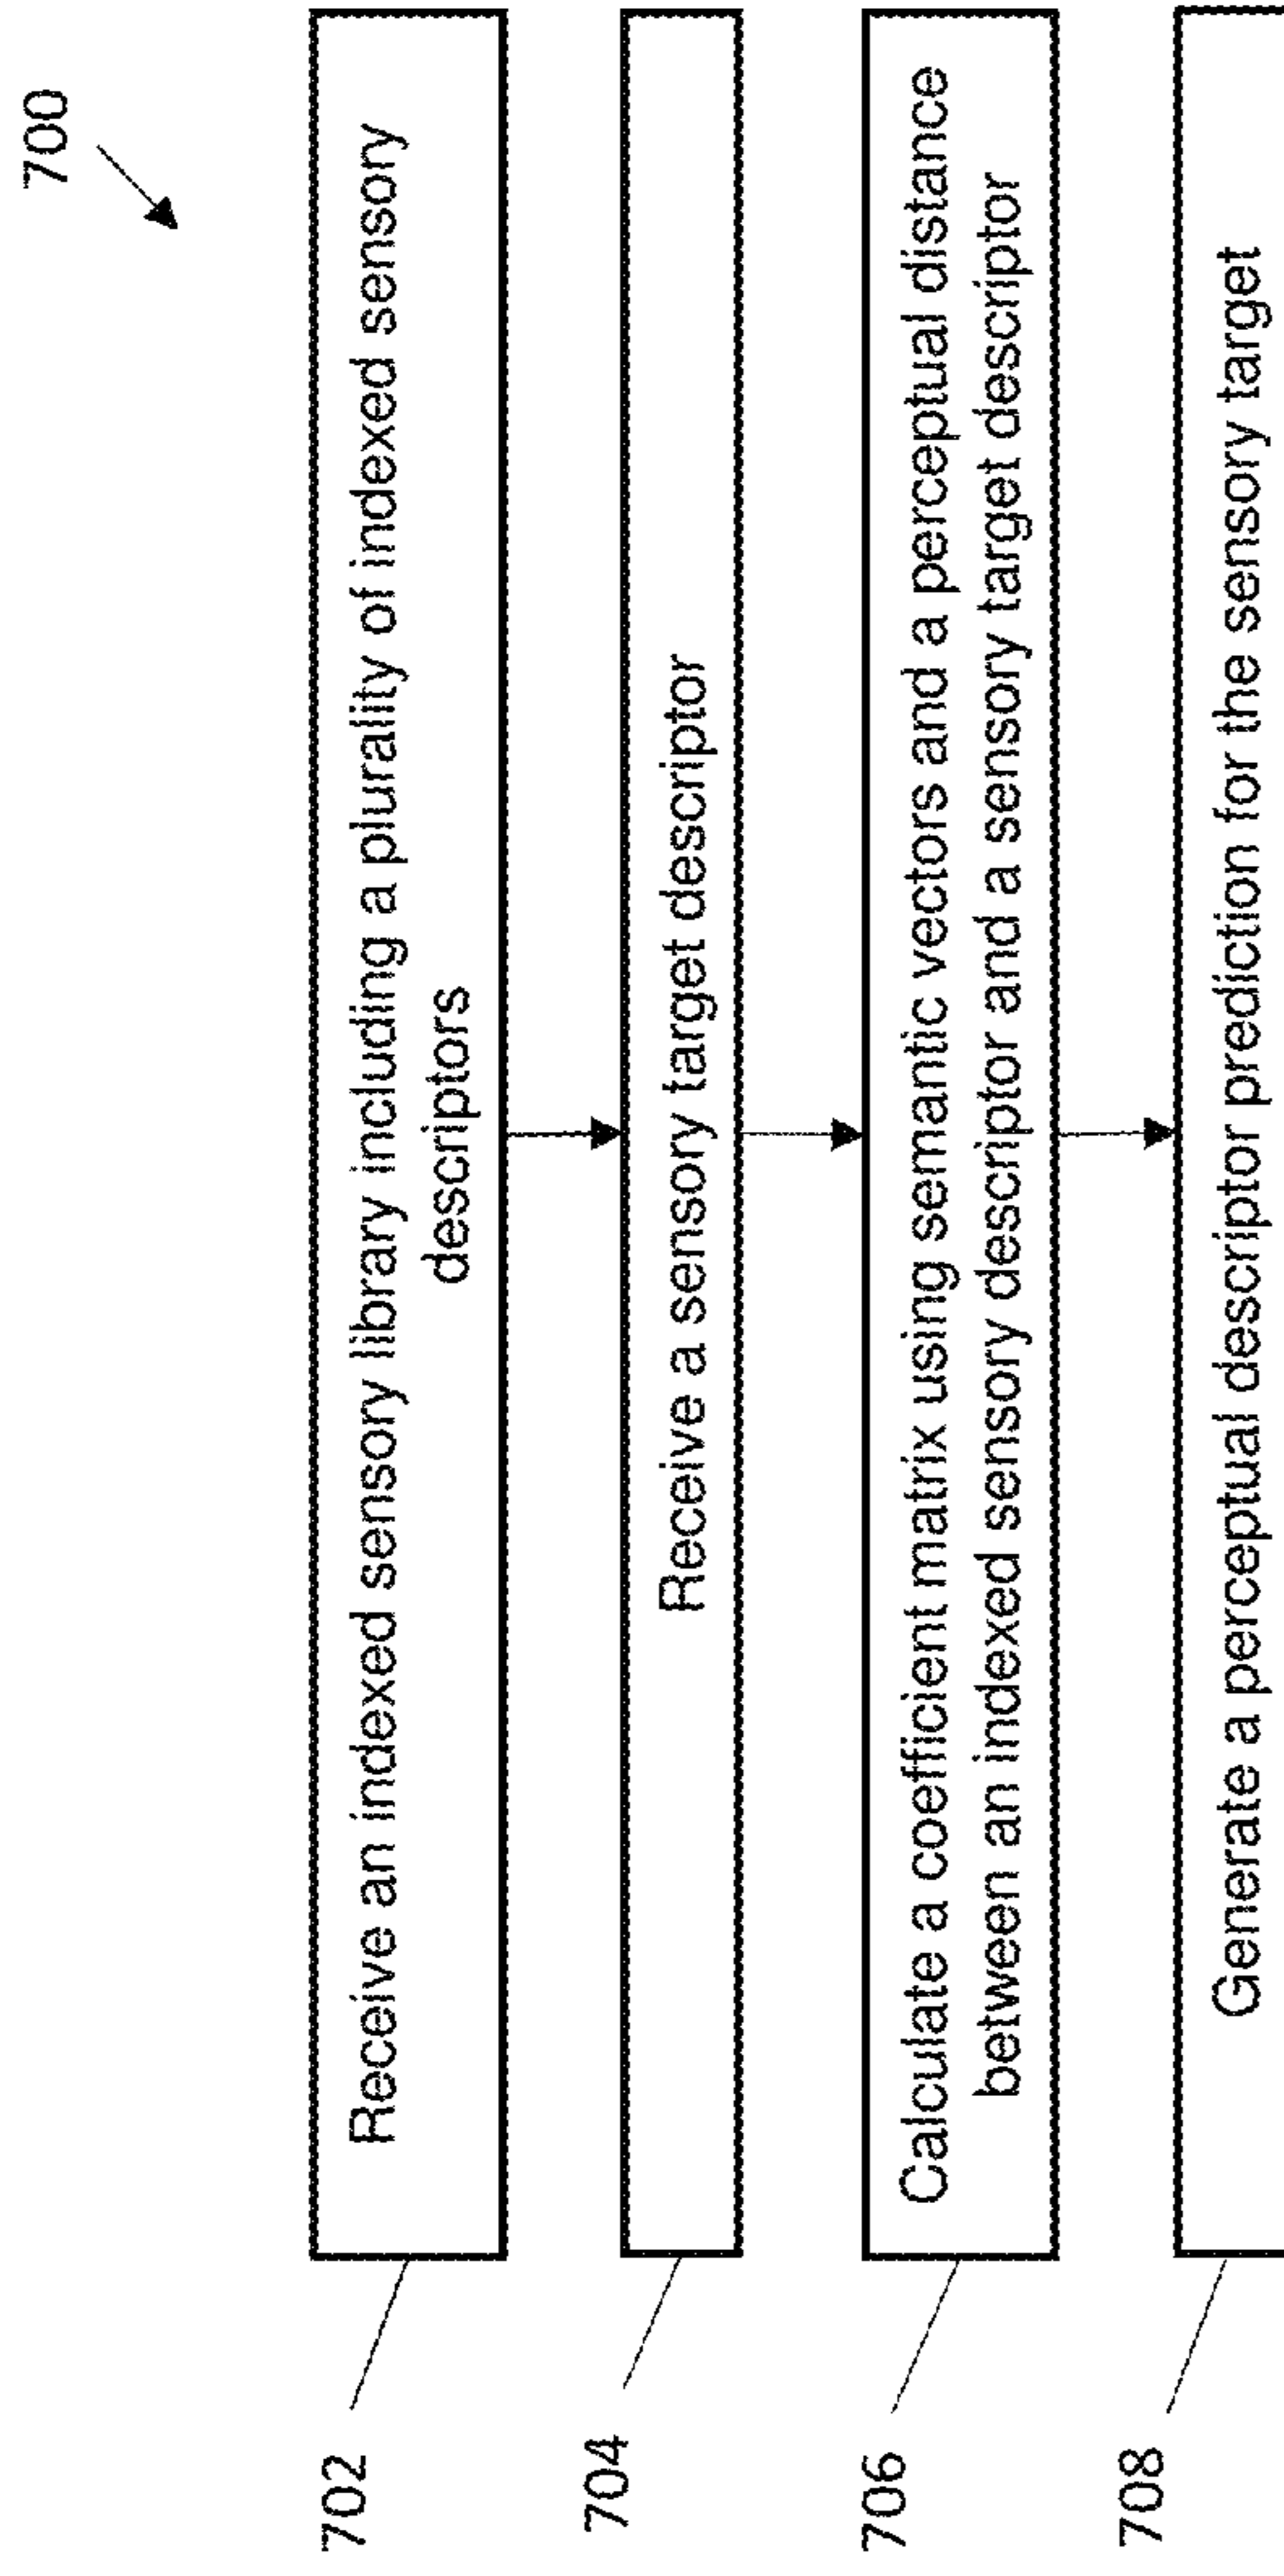 700
702
Receive an indexed sensory library including a plurality of indexed sensory
descriptors
704
Receive a sensory target descriptor
706
Calculate a coefficient matrix using semantic vectors and a perceptual distance
between an indexed sensory descriptor and a sensory target descriptor
708
Generate a perceptual descriptor prediction for the sensory target